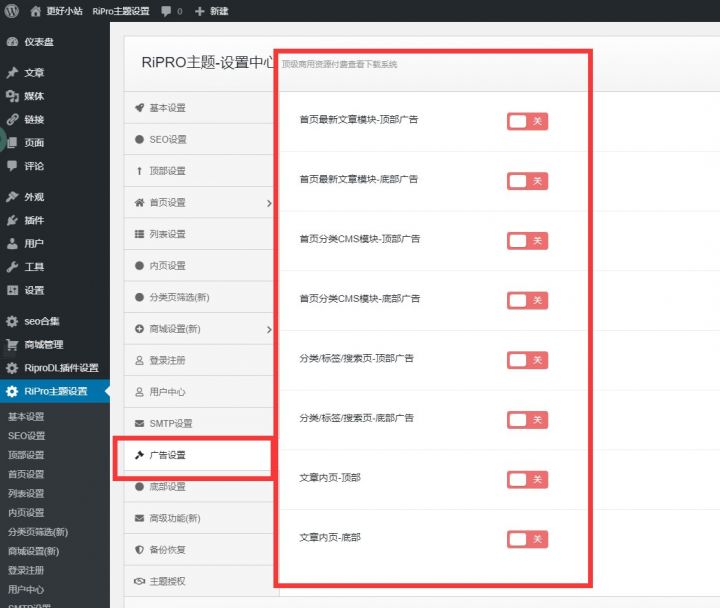 更好小站 RiPro主题设置 0 新建
仪表盘
文章
媒体
链接
页面
评论
外观
插件
用户
工具
设置
seo合集
商城管理
RiproDL插件设置
RiPro主题设置
基本设置
SEO设置
顶部设置
首页设置
列表设置
内页设置
分类页筛选(新)
商城设置(新)
登录注册
用户中心
SMTP设置
RiPRO主题-设置中心
顶级商用资源付费查看下载系统
基本设置
SEO设置
顶部设置
首页设置
列表设置
内页设置
分类页筛选(新)
商城设置(新)
登录注册
用户中心
SMTP设置
广告设置
底部设置
高级功能(新)
备份恢复
主题授权
首页最新文章模块-顶部广告 关
首页最新文章模块-底部广告 关
首页分类CMS模块-顶部广告 关
首页分类CMS模块-底部广告 关
分类/标签/搜索页-顶部广告 关
分类/标签/搜索页-底部广告 关
文章内页-顶部 关
文章内页-底部 关